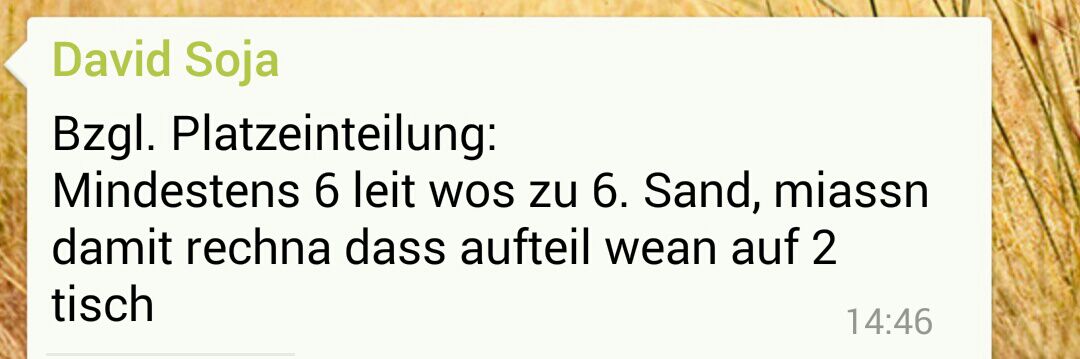 David Soja
Bzgl. Platzeinteilung:
Mindestens 6 leit wos zu 6. Sand, miassn
damit rechna dass aufteil wean auf 2
tisch
14:46